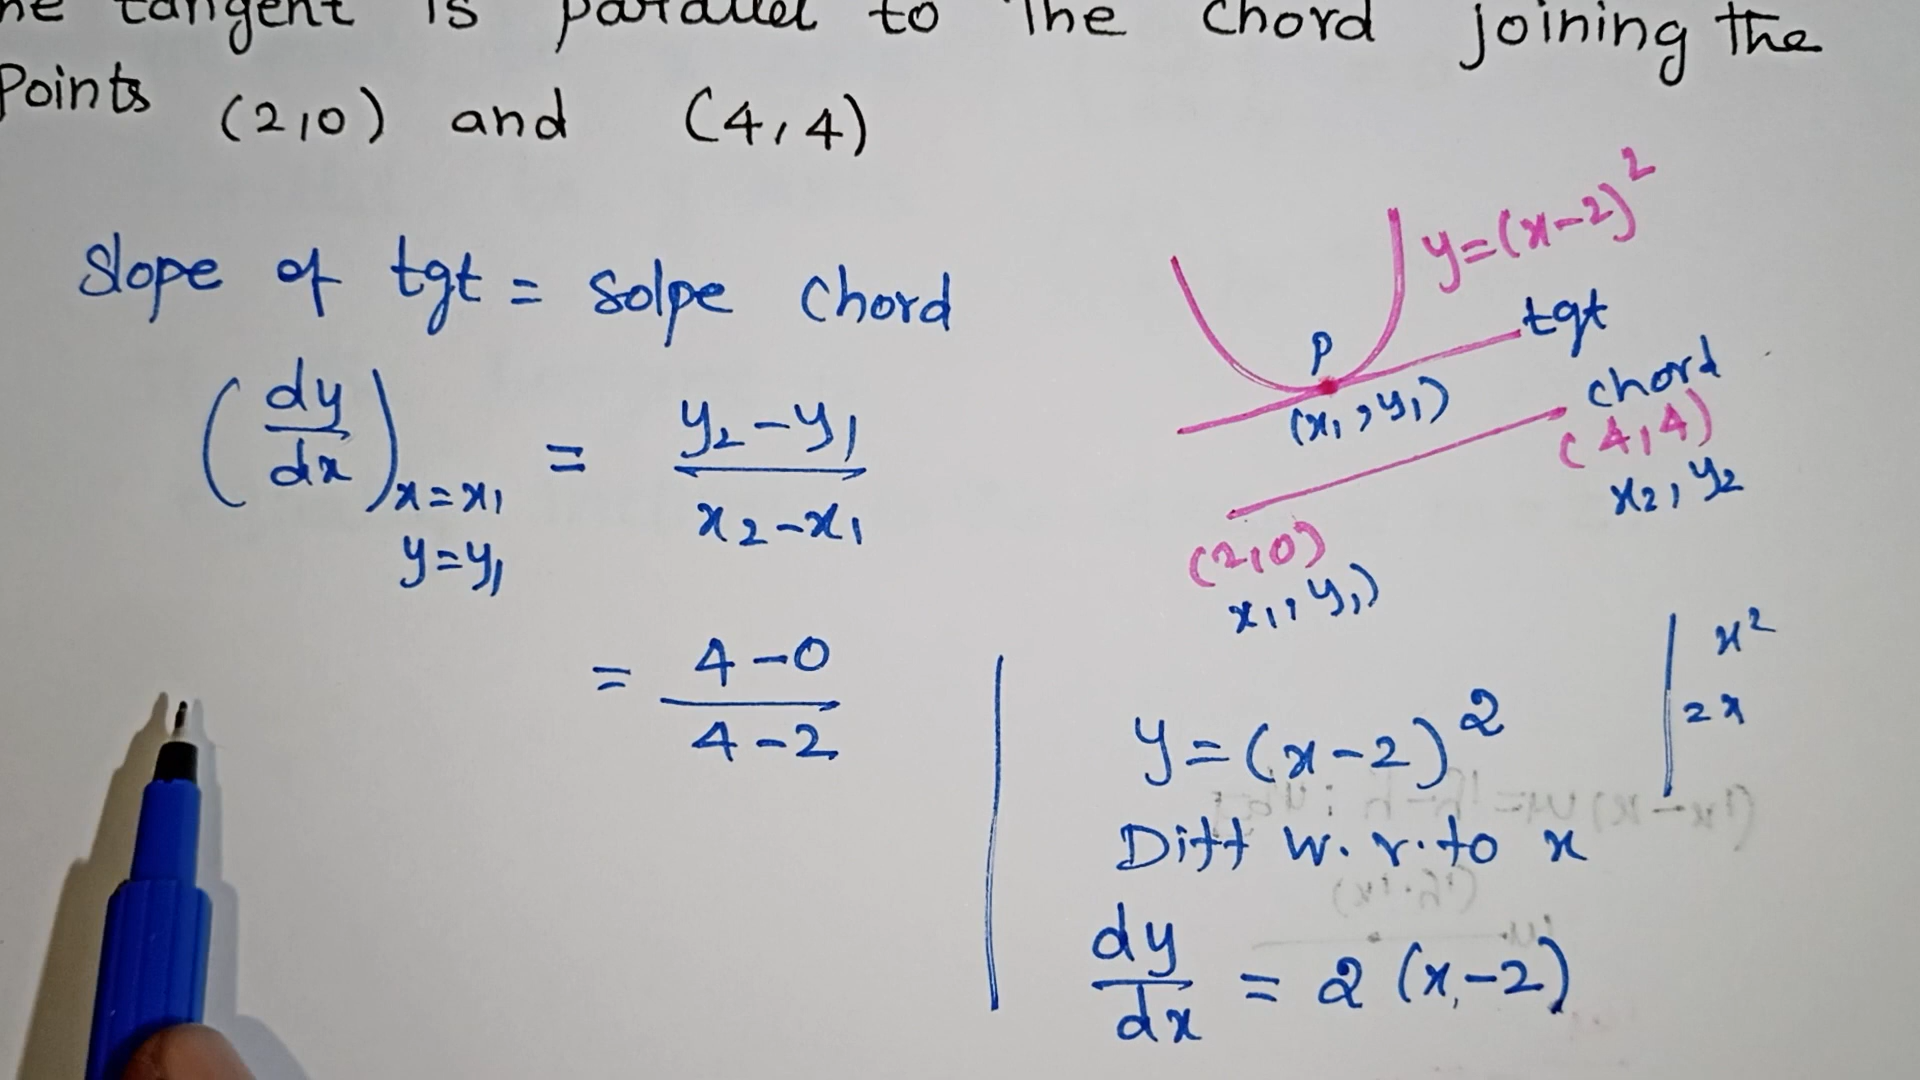 he tangent is parallel to The chord joining the
Points (2,0) and (4,4)
Slope of tgt = Solpe Chord
(dy/dx) x=x₁ y=y₁ = y₂-y₁ / x₂-x₁
= 4-0 / 4-2
y=(x-2)²
tgt
P
(x₁,y₁)
chord
(4,4)
x₂,y₂
(2,0)
x₁,y₁)
x²
2x
y=(x-2)²
Diff w.r.to x
dy/dx = 2(x-2)